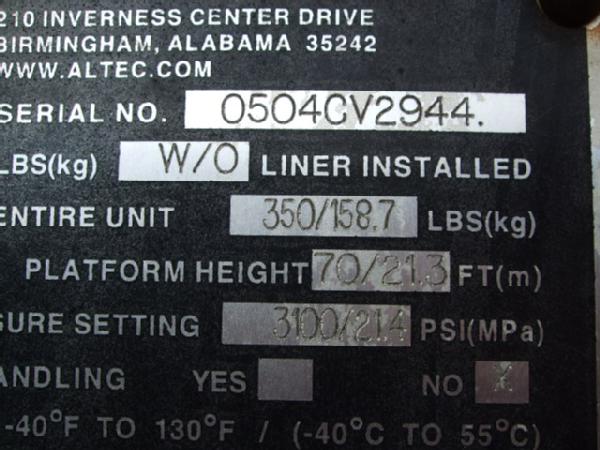 210 INVERNESS CENTER DRIVE
BIRMINGHAM, ALABAMA 35242
WWW.ALTEC.COM
SERIAL NO. 0504CV2944.
LBS(kg) W/O LINER INSTALLED
ENTIRE UNIT 350/158.7 LBS(kg)
PLATFORM HEIGHT 70/21.3 FT(m)
SURE SETTING 3100/21.4 PSI(MPa)
ANDLING YES NO X
-40°F TO 130°F / (-40°C TO 55°C)